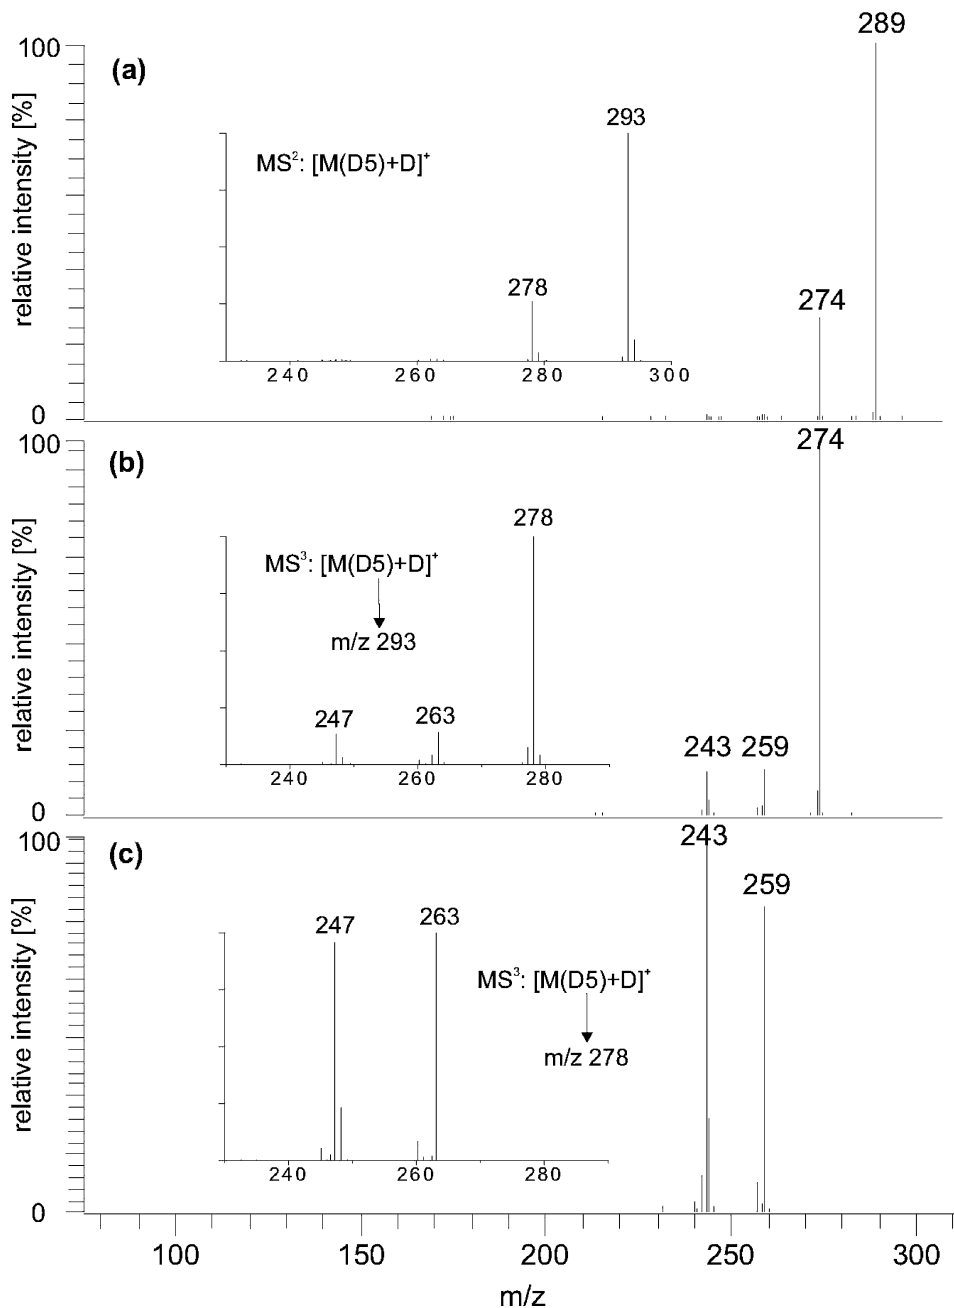 289
100
(a)
relative intensity [%]
293
MS²: [M(D5)+D]⁺
278
274
240 260 280 300
0
100
(b)
274
relative intensity [%]
278
MS³: [M(D5)+D]⁺
m/z 293
247 263
243 259
240 260 280
0
100
(c)
243
relative intensity [%]
259
247 263
MS³: [M(D5)+D]⁺
m/z 278
240 260 280
0
100 150 200 250 300
m/z